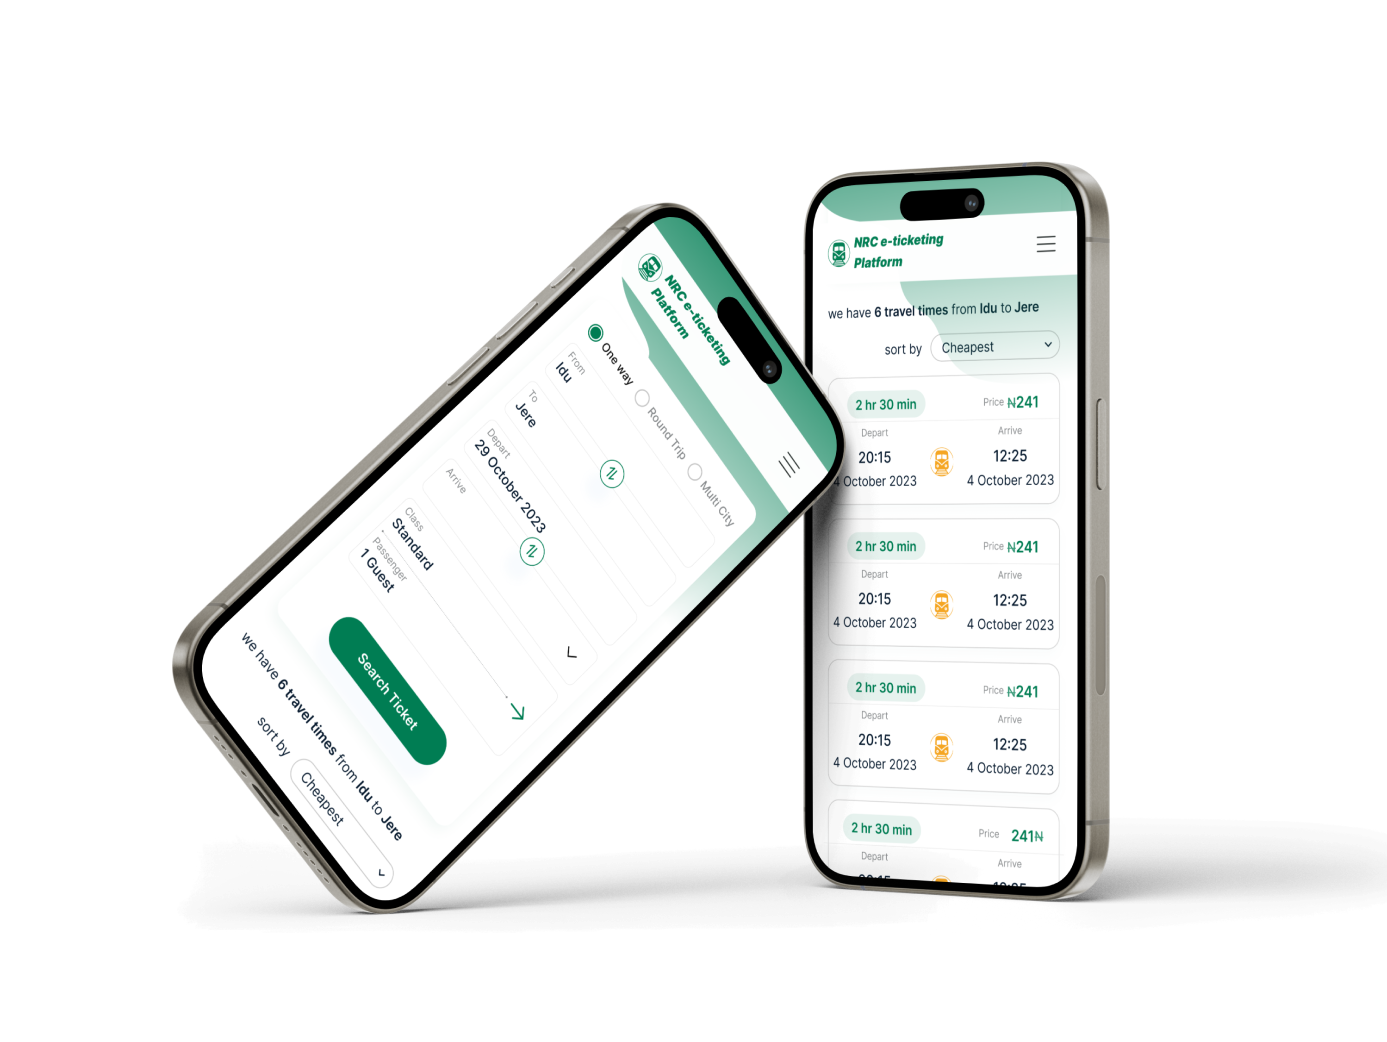 NRC e-ticketing
Platform
One way
Round Trip
Multi City
From
Idu
To
Jere
Depart
29 October 2023
Arrive
Class
Standard
Passenger
1 Guest
Search Ticket
we have 6 travel times from Idu to Jere
sort by
Cheapest
NRC e-ticketing
Platform
we have 6 travel times from Idu to Jere
sort by Cheapest
2 hr 30 min Price ₦241
Depart Arrive
20:15 12:25
4 October 2023 4 October 2023
2 hr 30 min Price ₦241
Depart Arrive
20:15 12:25
4 October 2023 4 October 2023
2 hr 30 min Price ₦241
Depart Arrive
20:15 12:25
4 October 2023 4 October 2023
2 hr 30 min Price 241₦
Depart Arrive